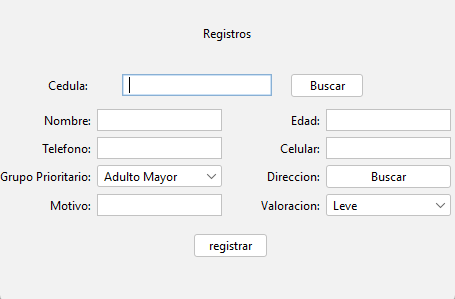 Registros
Cedula: Buscar
Nombre: Edad:
Telefono: Celular:
Grupo Prioritario: Adulto Mayor Direccion: Buscar
Motivo: Valoracion: Leve
registrar